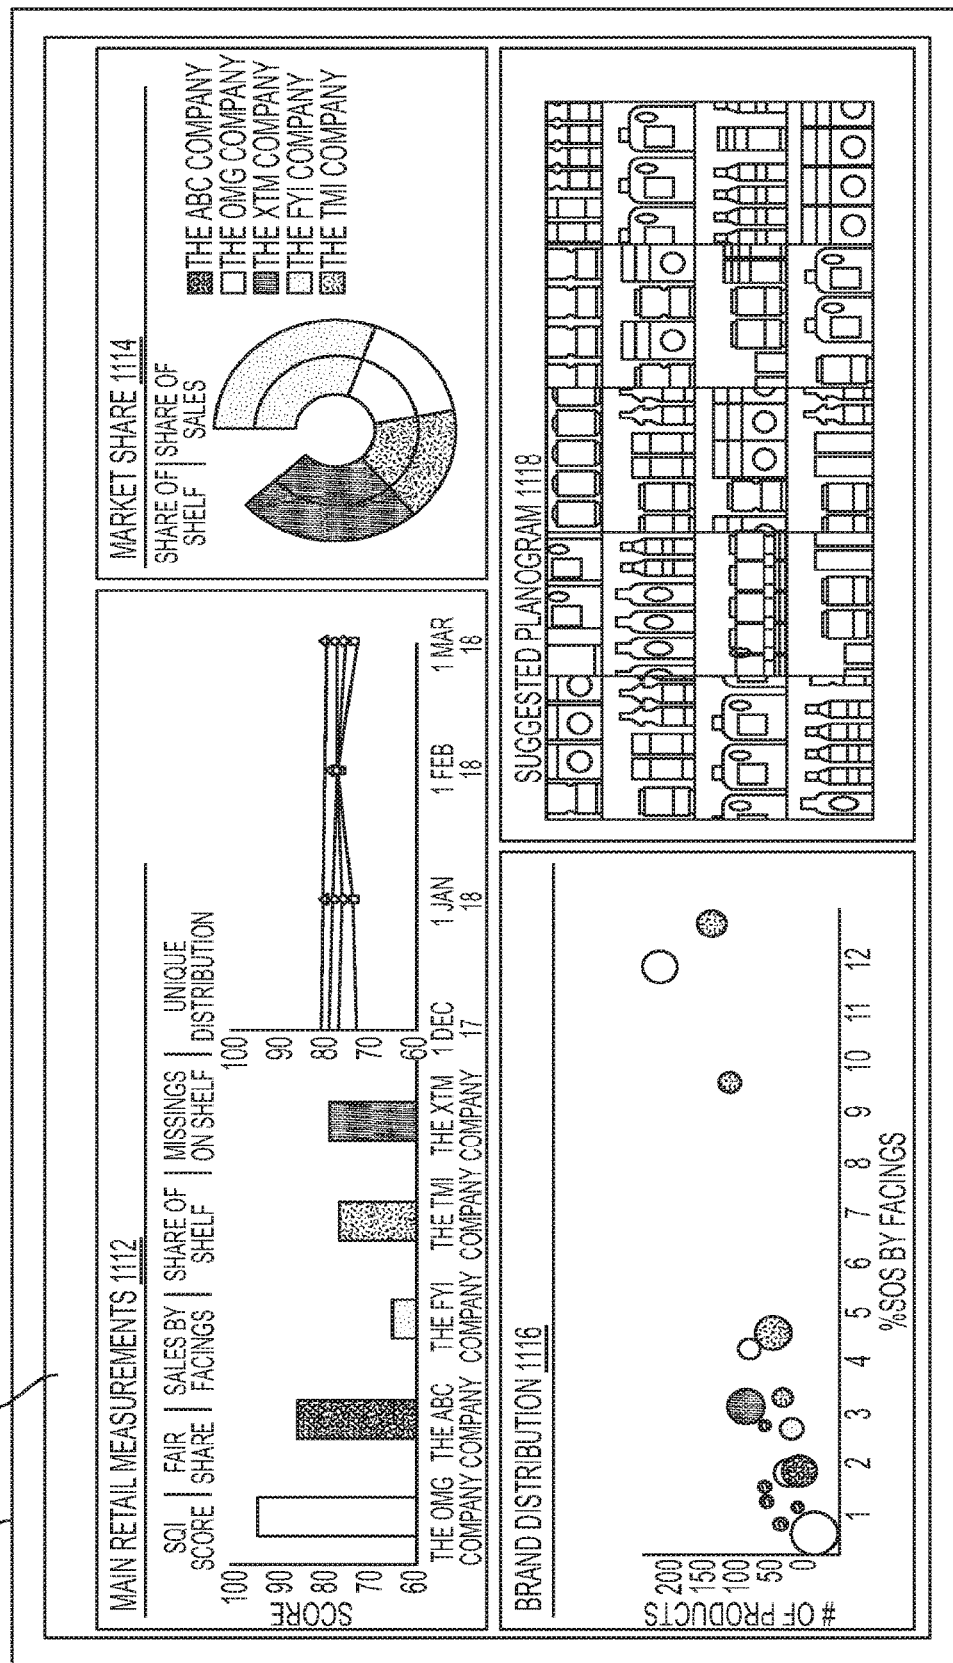 MAIN RETAIL MEASUREMENTS 1112
SQI SCORE | FAIR SHARE | SALES BY FACINGS | SHARE OF SHELF | MISSINGS ON SHELF | UNIQUE DISTRIBUTION
SCORE
100
90
80
70
60
THE OMG COMPANY
THE ABC COMPANY
THE FYI COMPANY
THE TMI COMPANY
THE XTM COMPANY
100
90
80
70
60
1 DEC 17
1 JAN 18
1 FEB 18
1 MAR 18
MARKET SHARE 1114
SHARE OF SHELF | SHARE OF SALES
THE ABC COMPANY
THE OMG COMPANY
THE XTM COMPANY
THE FYI COMPANY
THE TMI COMPANY
BRAND DISTRIBUTION 1116
# OF PRODUCTS
200
150
100
50
0
1 2 3 4 5 6 7 8 9 10 11 12
%SOS BY FACINGS
SUGGESTED PLANOGRAM 1118